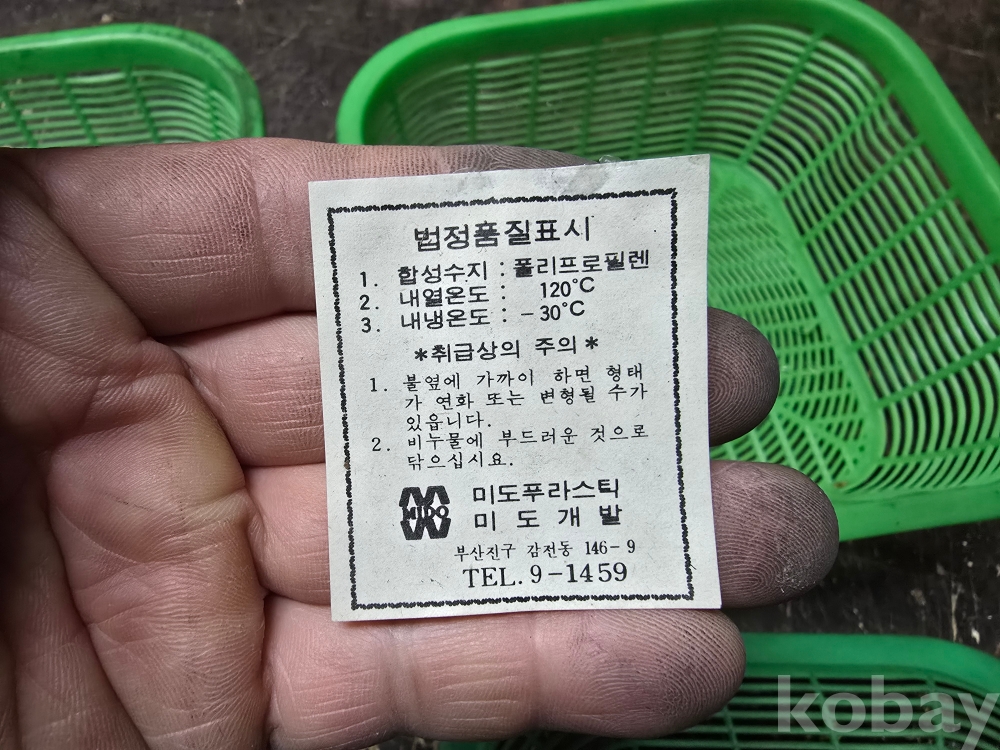 법정품질표시
1. 합성수지 : 폴리프로필렌
2. 내열온도 : 120°C
3. 내냉온도 : -30°C
*취급상의 주의*
1. 불옆에 가까이 하면 형태
가 연화 또는 변형될 수가
있읍니다.
2. 비누물에 부드러운 것으로
닦으십시요.
MIDO
미도푸라스틱
미도개발
부산진구 감전동 146-9
TEL. 9-1459
kobay